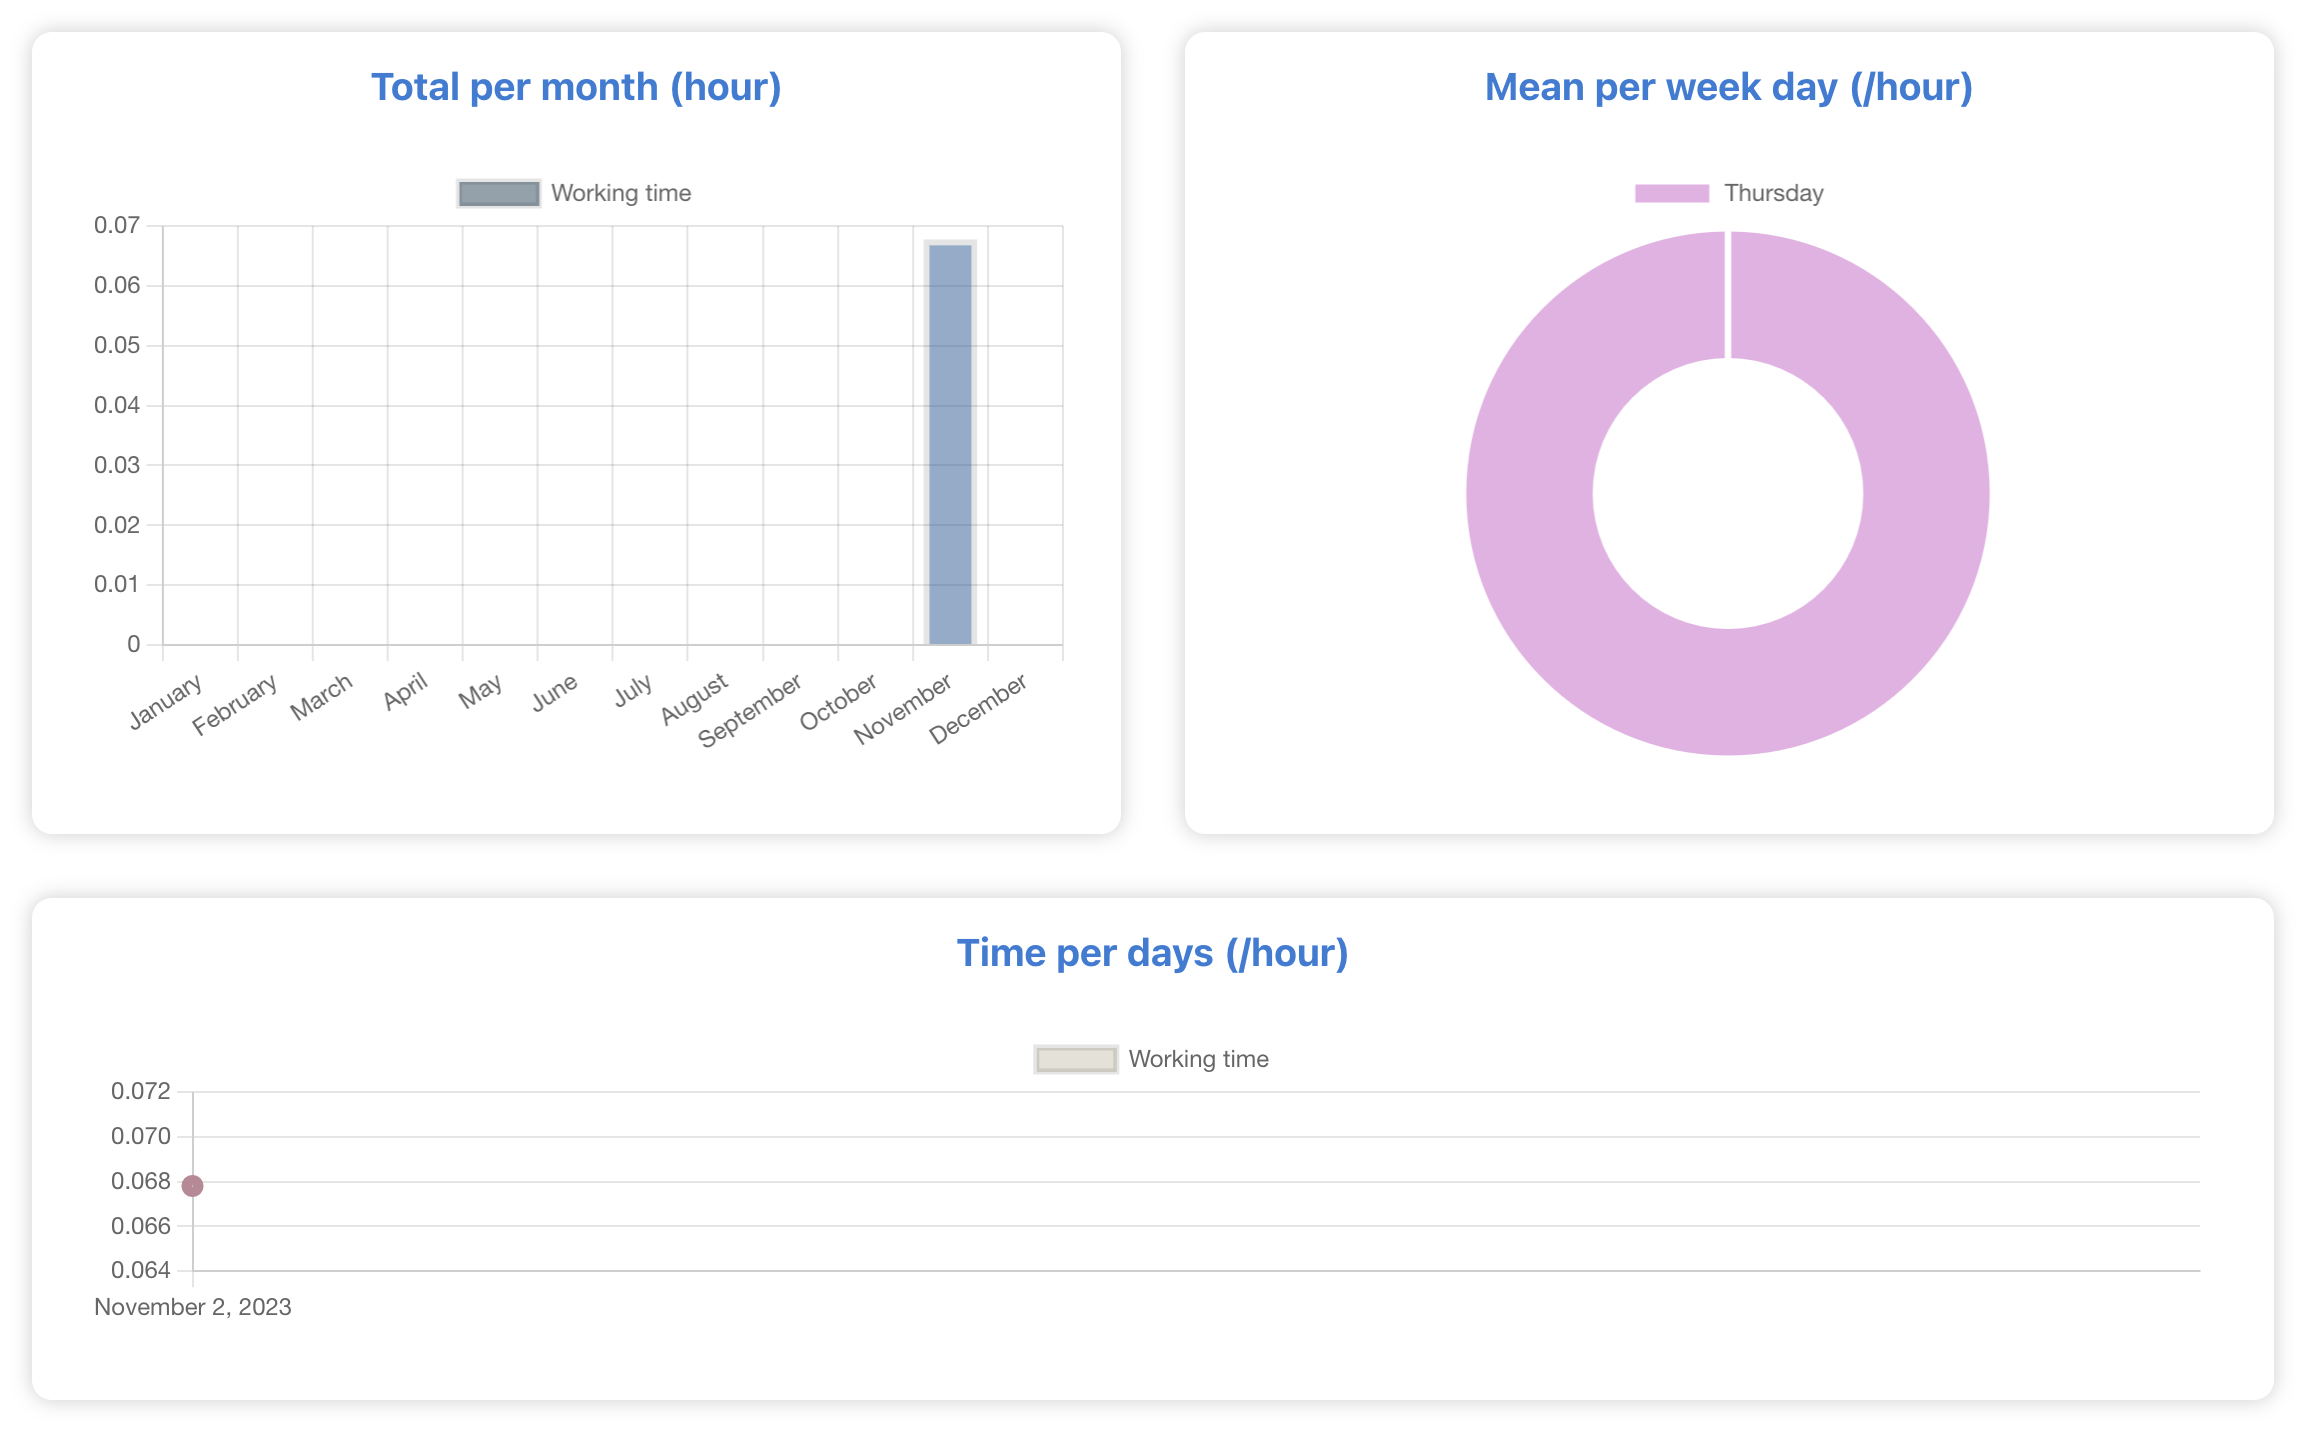 Total per month (hour)
Working time
0.07
0.06
0.05
0.04
0.03
0.02
0.01
0
January
February
March
April
May
June
July
August
September
October
November
December
Mean per week day (/hour)
Thursday
Time per days (/hour)
Working time
0.072
0.070
0.068
0.066
0.064
November 2, 2023